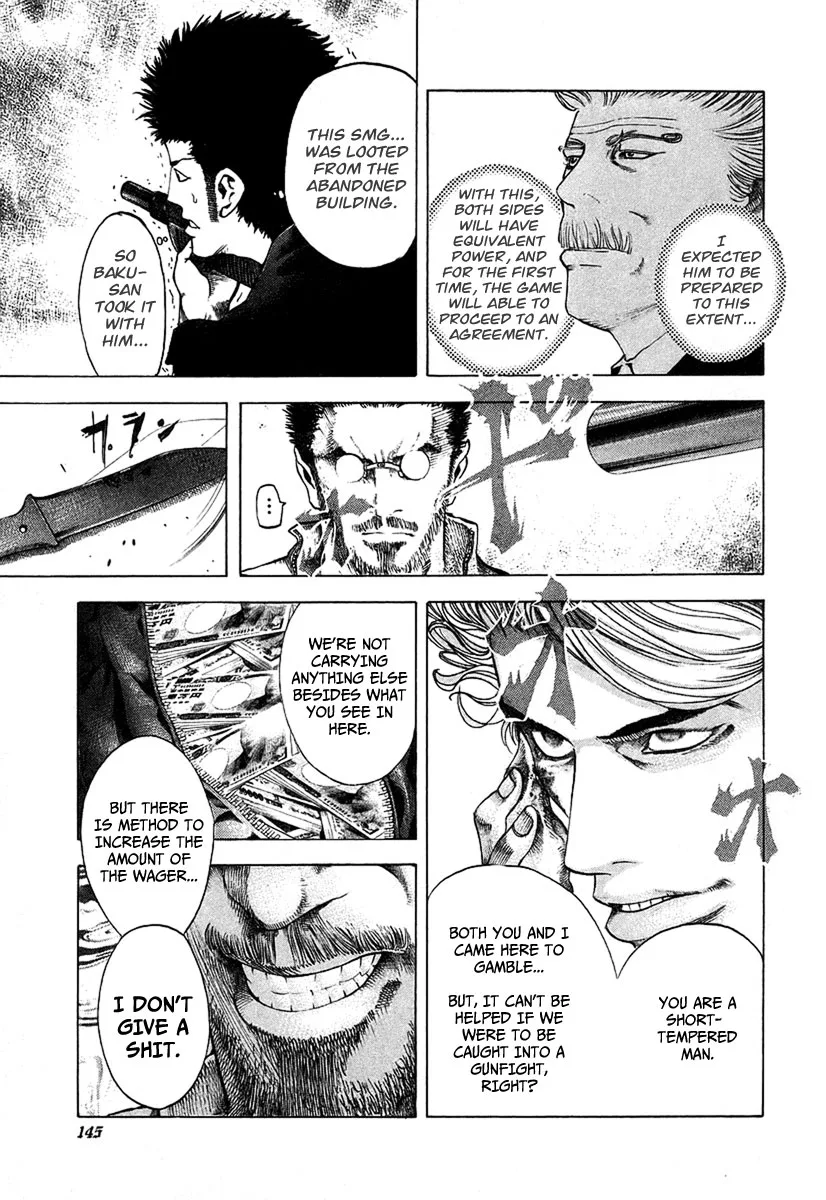 I
EXPECTED
HIM TO BE
PREPARED
TO THIS
EXTENT...
WITH THIS,
BOTH SIDES
WILL HAVE
EQUIVALENT
POWER, AND
FOR THE FIRST
TIME, THE GAME
WILL ABLE TO
PROCEED TO AN
AGREEMENT.
THIS SMG...
WAS LOOTED
FROM THE
ABANDONED
BUILDING.
SO
BAKU-
SAN
TOOK IT
WITH
HIM...
...
YOU ARE A
SHORT-
TEMPERED
MAN.
BOTH YOU AND I
CAME HERE TO
GAMBLE...
BUT, IT CAN'T BE
HELPED IF WE
WERE TO BE
CAUGHT INTO A
GUNFIGHT,
RIGHT?
WE'RE NOT
CARRYING
ANYTHING ELSE
BESIDES WHAT
YOU SEE IN
HERE.
BUT THERE
IS METHOD TO
INCREASE THE
AMOUNT OF
THE WAGER...
I DON'T
GIVE A
SHIT.
145